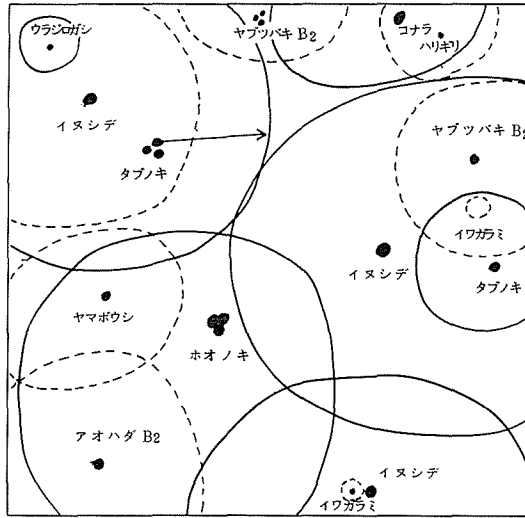 ウラジロガシ
ヤブツバキ B2
コナラ
ハリギリ
イヌシデ
タブノキ
ヤブツバキ B2
イワガラミ
イヌシデ
タブノキ
ヤマボウシ
ホオノキ
アオハダ B2
イヌシデ
イワガラミ